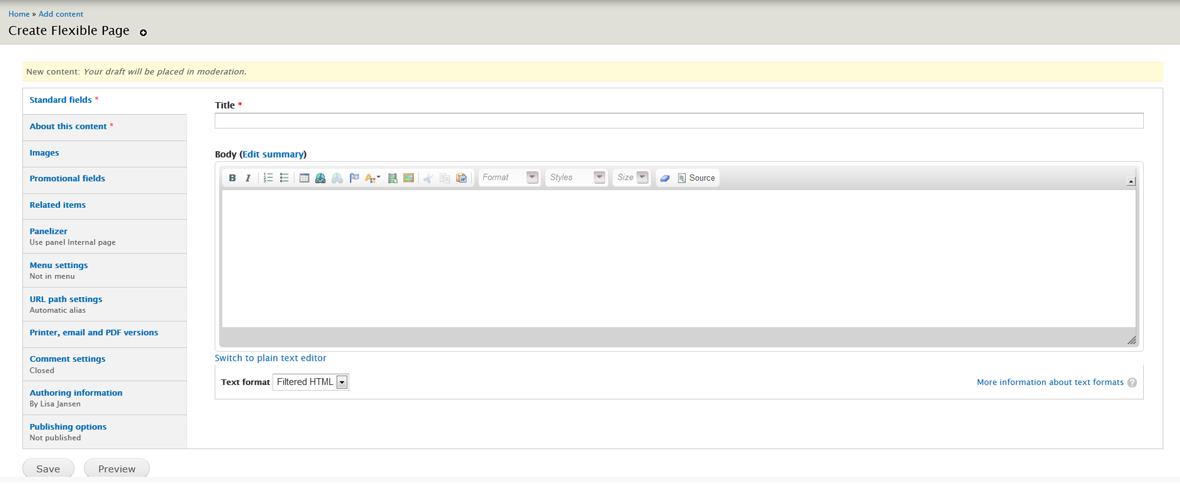 Home » Add content
Create Flexible Page
New content: Your draft will be placed in moderation.
Standard fields *
About this content *
Images
Promotional fields
Related items
Panelizer
Use panel Internal page
Menu settings
Not in menu
URL path settings
Automatic alias
Printer, email and PDF versions
Comment settings
Closed
Authoring information
By Lisa Jansen
Publishing options
Not published
Title *
Body (Edit summary)
B I Format Styles Size Source
Switch to plain text editor
Text format Filtered HTML More information about text formats ?
Save Preview